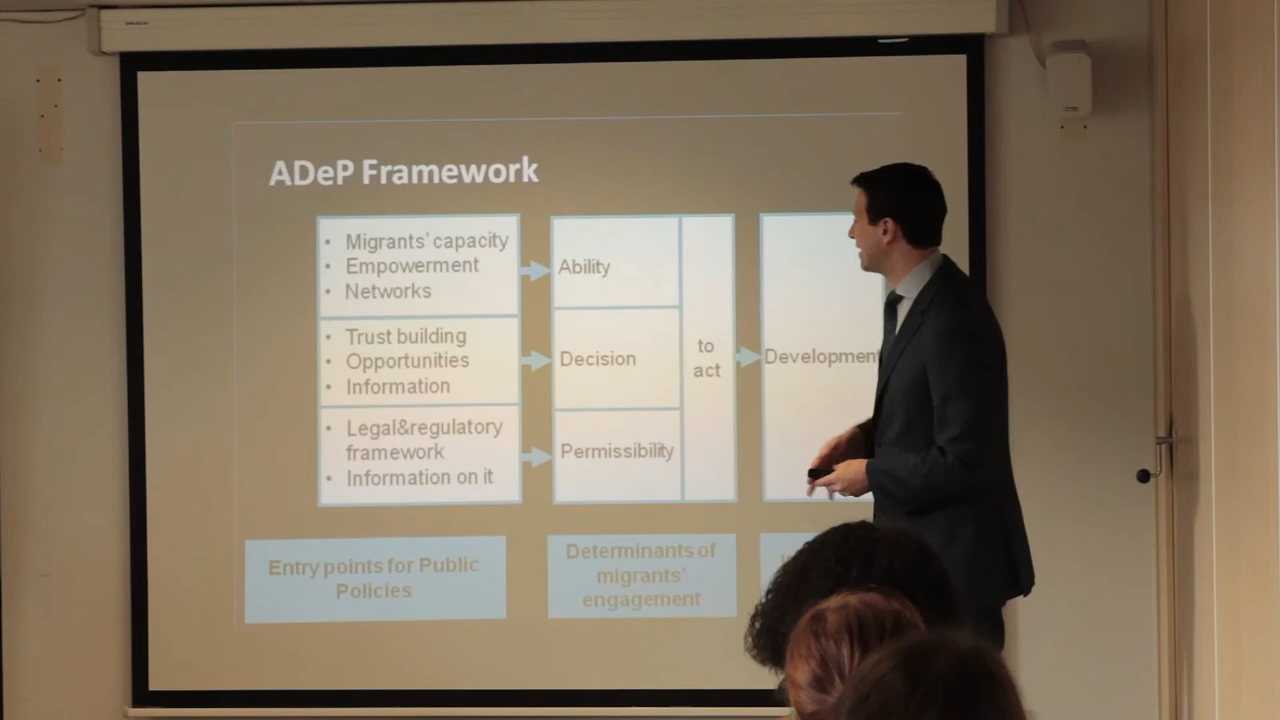 ADeP Framework
• Migrants' capacity
• Empowerment
• Networks
Ability
• Trust building
• Opportunities
• Information
Decision
• Legal&regulatory
framework
• Information on it
Permissibility
to
act
Development
Entry points for Public
Policies
Determinants of
migrants'
engagement